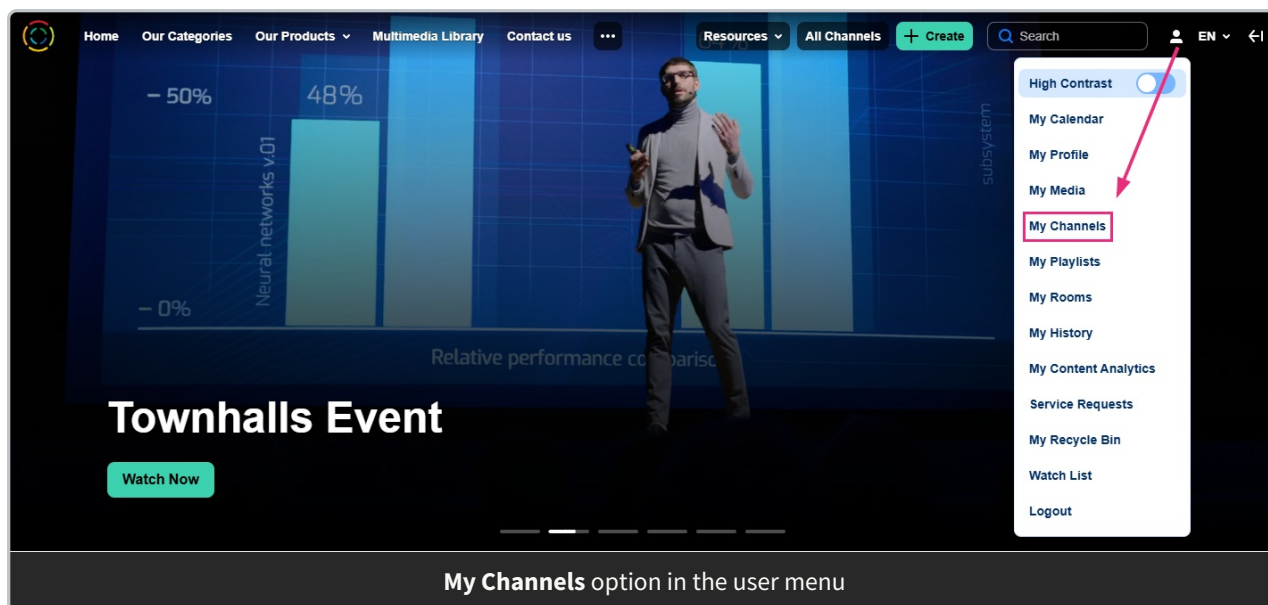 Home Our Categories Our Products Multimedia Library Contact us ••• Resources All Channels + Create Search EN
– 50%
48%
Neural networks v.01
subsystem
– 0%
Relative performance comparison
Townhalls Event
Watch Now
High Contrast
My Calendar
My Profile
My Media
My Channels
My Playlists
My Rooms
My History
My Content Analytics
Service Requests
My Recycle Bin
Watch List
Logout
My Channels option in the user menu